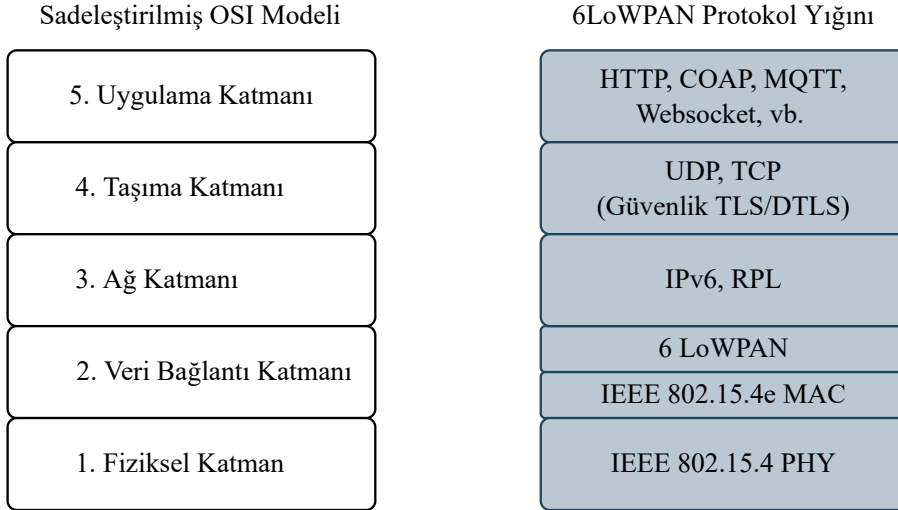 Sadeleştirilmiş OSI Modeli
5. Uygulama Katmanı
4. Taşıma Katmanı
3. Ağ Katmanı
2. Veri Bağlantı Katmanı
1. Fiziksel Katman
6LoWPAN Protokol Yığını
HTTP, COAP, MQTT,
Websocket, vb.
UDP, TCP
(Güvenlik TLS/DTLS)
IPv6, RPL
6 LoWPAN
IEEE 802.15.4e MAC
IEEE 802.15.4 PHY